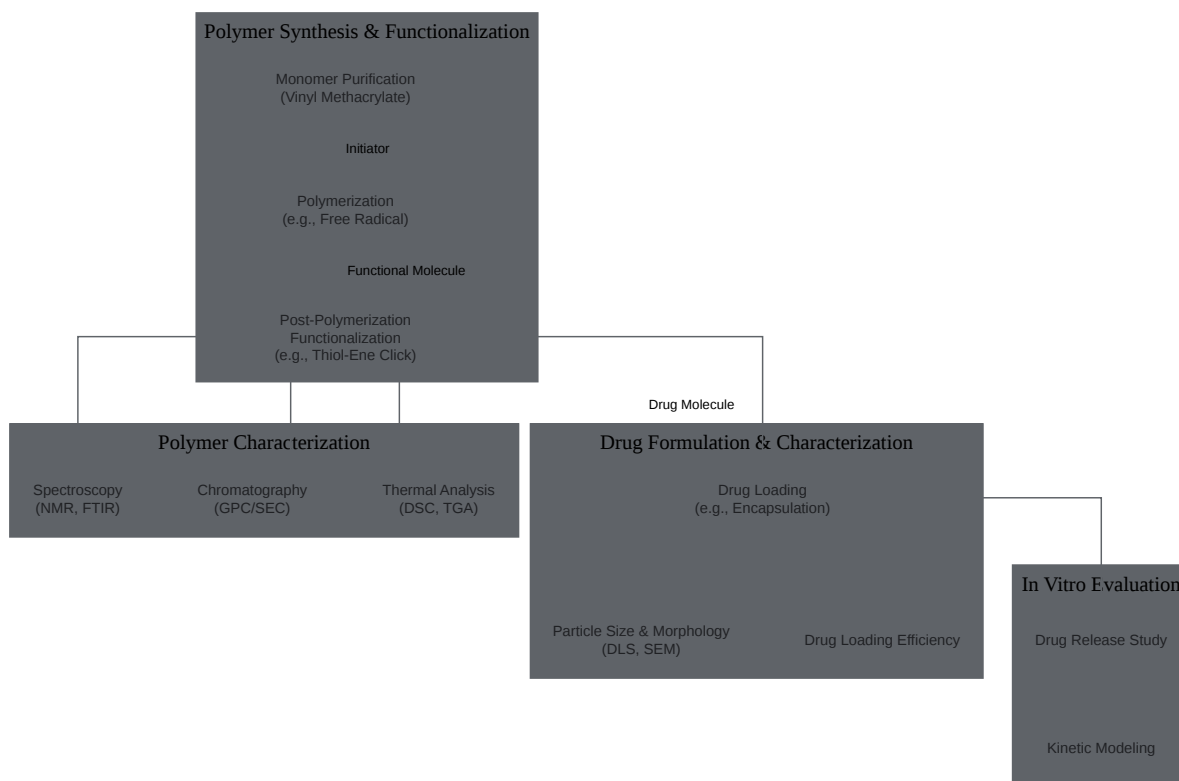 Polymer Synthesis & Functionalization
Monomer Purification
(Vinyl Methacrylate)
Initiator
Polymerization
(e.g., Free Radical)
Functional Molecule
Post-Polymerization
Functionalization
(e.g., Thiol-Ene Click)
Drug Molecule
Polymer Characterization
Spectroscopy
(NMR, FTIR)
Chromatography
(GPC/SEC)
Thermal Analysis
(DSC, TGA)
Drug Formulation & Characterization
Drug Loading
(e.g., Encapsulation)
Particle Size & Morphology
(DLS, SEM)
Drug Loading Efficiency
In Vitro Evaluation
Drug Release Study
Kinetic Modeling